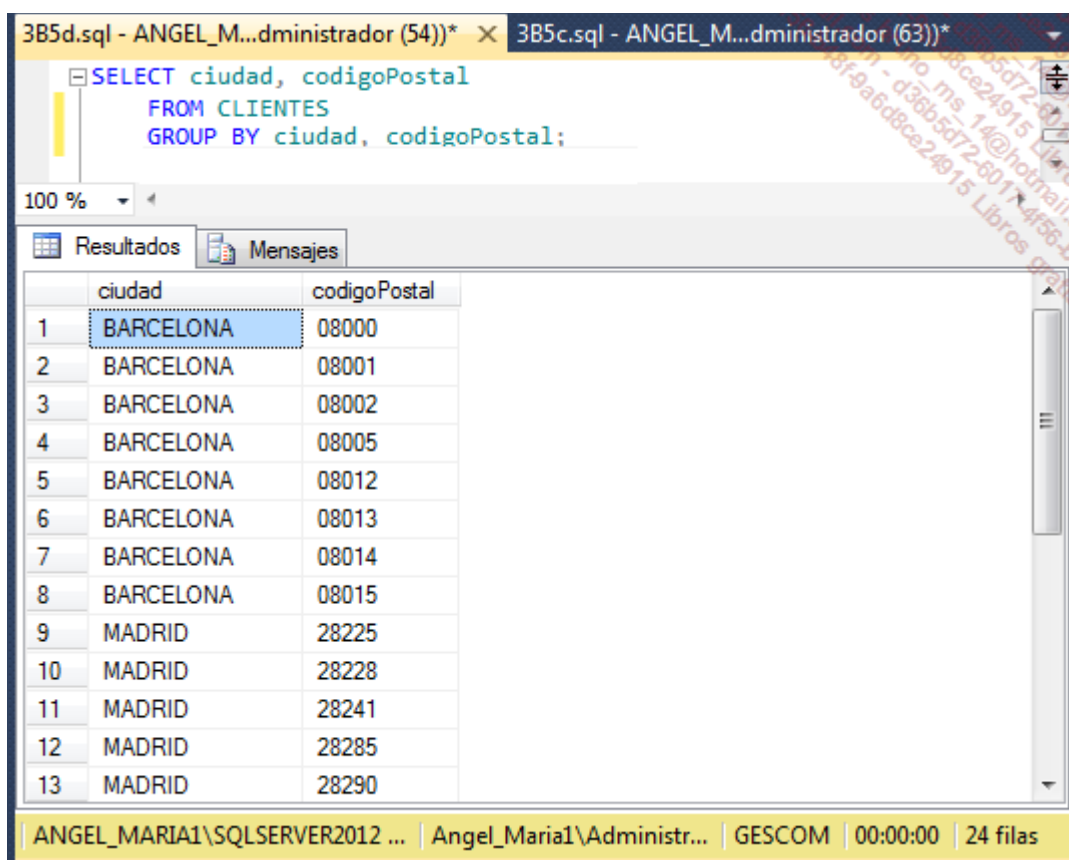 3B5d.sql - ANGEL_M...dministrador (54))* 3B5c.sql - ANGEL_M...dministrador (63))*
SELECT ciudad, codigoPostal
FROM CLIENTES
GROUP BY ciudad, codigoPostal;
100 %
Resultados Mensajes
ciudad codigoPostal
1 BARCELONA 08000
2 BARCELONA 08001
3 BARCELONA 08002
4 BARCELONA 08005
5 BARCELONA 08012
6 BARCELONA 08013
7 BARCELONA 08014
8 BARCELONA 08015
9 MADRID 28225
10 MADRID 28228
11 MADRID 28241
12 MADRID 28285
13 MADRID 28290
ANGEL_MARIA1\SQLSERVER2012 ... Angel_Maria1\Administr... GESCOM 00:00:00 24 filas